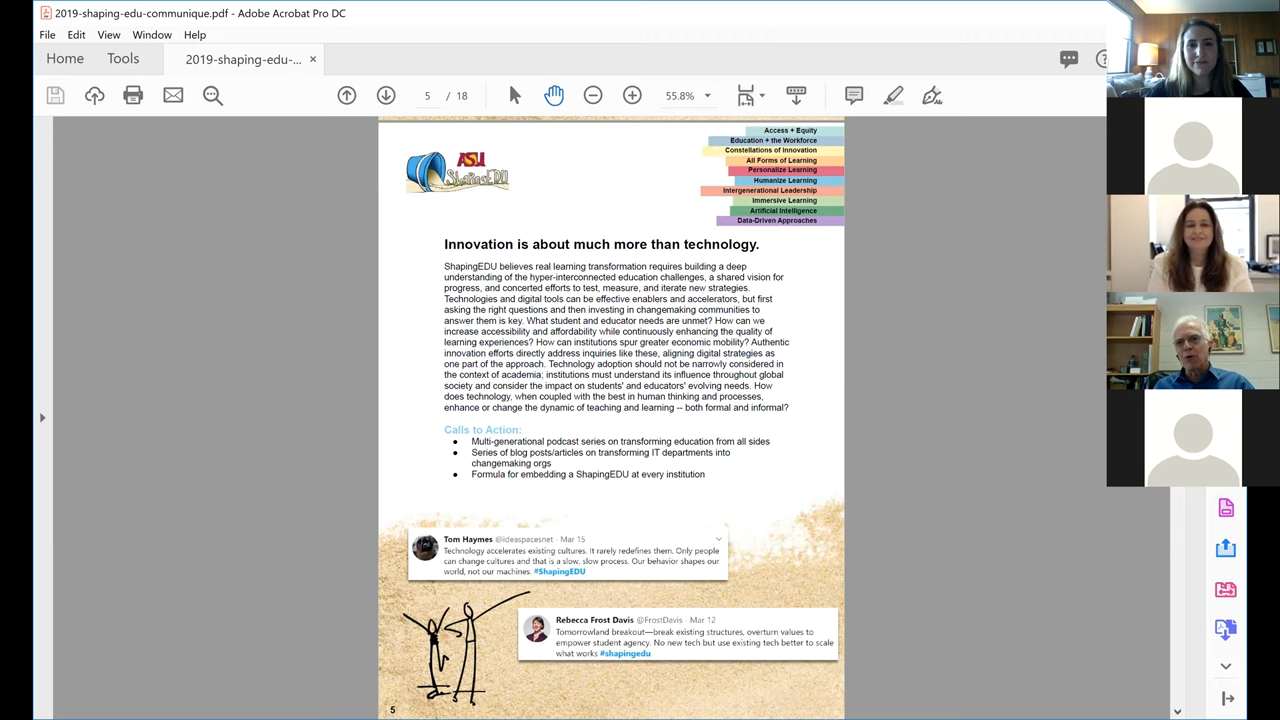 2019-shaping-edu-communique.pdf - Adobe Acrobat Pro DC
File Edit View Window Help
Home Tools 2019-shaping-edu-... ×
5 / 18 55.8%
Access + Equity
Education + the Workforce
Constellations of Innovation
All Forms of Learning
Personalize Learning
Humanize Learning
Intergenerational Leadership
Immersive Learning
Artificial Intelligence
Data-Driven Approaches
ASU
ShapingEDU
Innovation is about much more than technology.
ShapingEDU believes real learning transformation requires building a deep
understanding of the hyper-interconnected education challenges, a shared vision for
progress, and concerted efforts to test, measure, and iterate new strategies.
Technologies and digital tools can be effective enablers and accelerators, but first
asking the right questions and then investing in changemaking communities to
answer them is key. What student and educator needs are unmet? How can we
increase accessibility and affordability while continuously enhancing the quality of
learning experiences? How can institutions spur greater economic mobility? Authentic
innovation efforts directly address inquiries like these, aligning digital strategies as
one part of the approach. Technology adoption should not be narrowly considered in
the context of academia; institutions must understand its influence throughout global
society and consider the impact on students' and educators' evolving needs. How
does technology, when coupled with the best in human thinking and processes,
enhance or change the dynamic of teaching and learning -- both formal and informal?
Calls to Action:
● Multi-generational podcast series on transforming education from all sides
● Series of blog posts/articles on transforming IT departments into
changemaking orgs
● Formula for embedding a ShapingEDU at every institution
Tom Haymes @ideaspacesnet · Mar 15
Technology accelerates existing cultures. It rarely redefines them. Only people
can change cultures and that is a slow, slow process. Our behavior shapes our
world, not our machines. #ShapingEDU
Rebecca Frost Davis @FrostDavis · Mar 12
Tomorrowland breakout—break existing structures, overturn values to
empower student agency. No new tech but use existing tech better to scale
what works #shapingedu
5